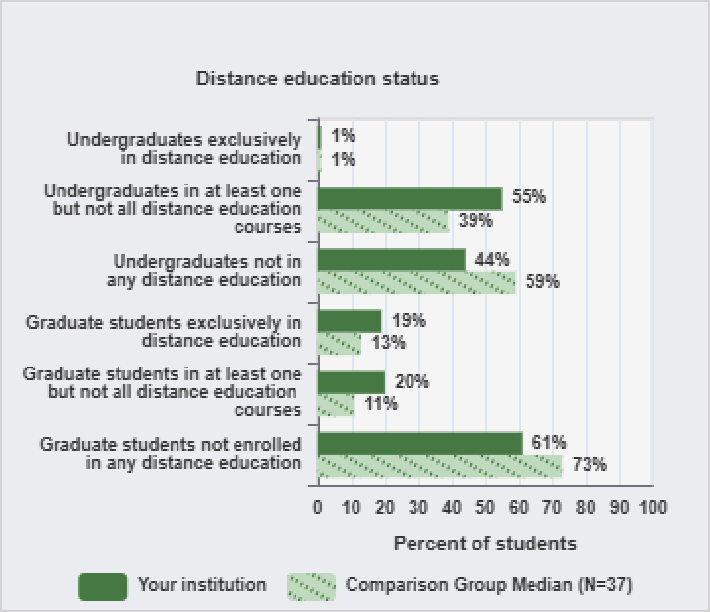 Distance education status
Undergraduates exclusively
in distance education
1%
1%
Undergraduates in at least one
but not all distance education
courses
55%
39%
Undergraduates not in
any distance education
44%
59%
Graduate students exclusively in
distance education
19%
13%
Graduate students in at least one
but not all distance education
courses
20%
11%
Graduate students not enrolled
in any distance education
61%
73%
0 10 20 30 40 50 60 70 80 90 100
Percent of students
Your institution Comparison Group Median (N=37)